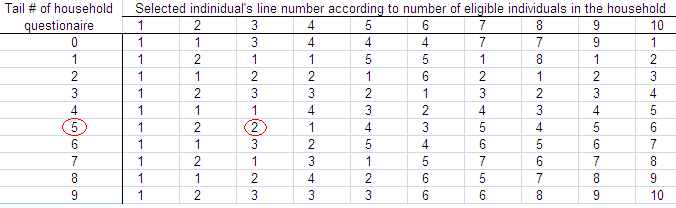 Tail # of household Selected inidinidual's line number according to number of eligible individuals in the household
questionaire 1 2 3 4 5 6 7 8 9 10
0 1 1 3 4 4 4 7 7 9 1
1 1 2 1 1 5 5 1 8 1 2
2 1 1 2 2 1 6 2 1 2 3
3 1 2 3 3 2 1 3 2 3 4
4 1 1 1 4 3 2 4 3 4 5
5 1 2 2 1 4 3 5 4 5 6
6 1 1 3 2 5 4 6 5 6 7
7 1 2 1 3 1 5 7 6 7 8
8 1 1 2 4 2 6 5 7 8 9
9 1 2 3 3 3 6 6 8 9 10